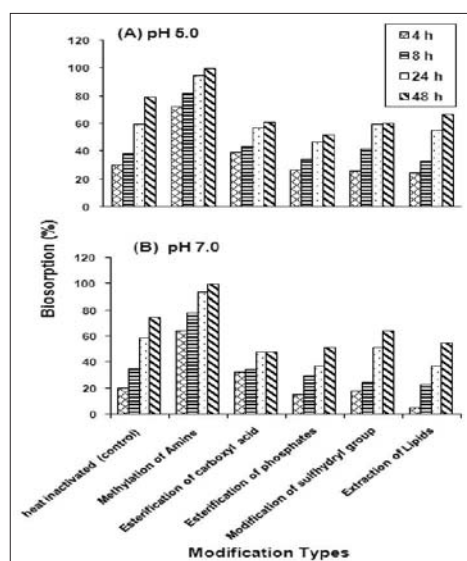 (A) pH 5.0
4 h
8 h
24 h
48 h
120
100
80
60
40
20
0
Biosorption (%)
(B) pH 7.0
120
100
80
60
40
20
0
heat inactivated (control)
Methylation of Amine
Esterification of carboxyl acid
Esterification of phosphates
Modification of sulfhydryl group
Extraction of Lipids
Modification Types